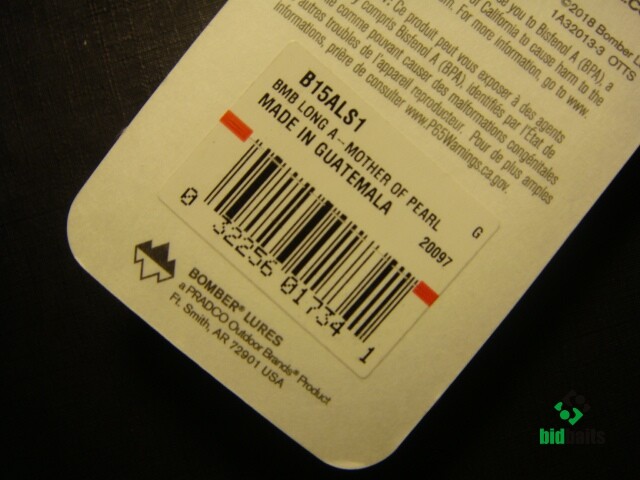 ©2018 Bomber
1A32013-3 OTTS
se you to Bisfenol A (BPA), a
of California to cause harm to the
m. For more information, go to www.
Ce produit peut vous exposer à des agents
compris Bisfenol A (BPA), identifiés par l'État de
comme pouvant causer des malformations congénitales
autres troubles de l'appareil reproducteur. Pour de plus amples
informations, prière de consulter www.P65Warnings.ca.gov.
B15ALS1
BMB LONG A--MOTHER OF PEARL G
MADE IN GUATEMALA 20097
0 32256 01734 1
BOMBER® LURES
a PRADCO Outdoor Brands® Product
Ft. Smith, AR 72901 USA
bidbaits